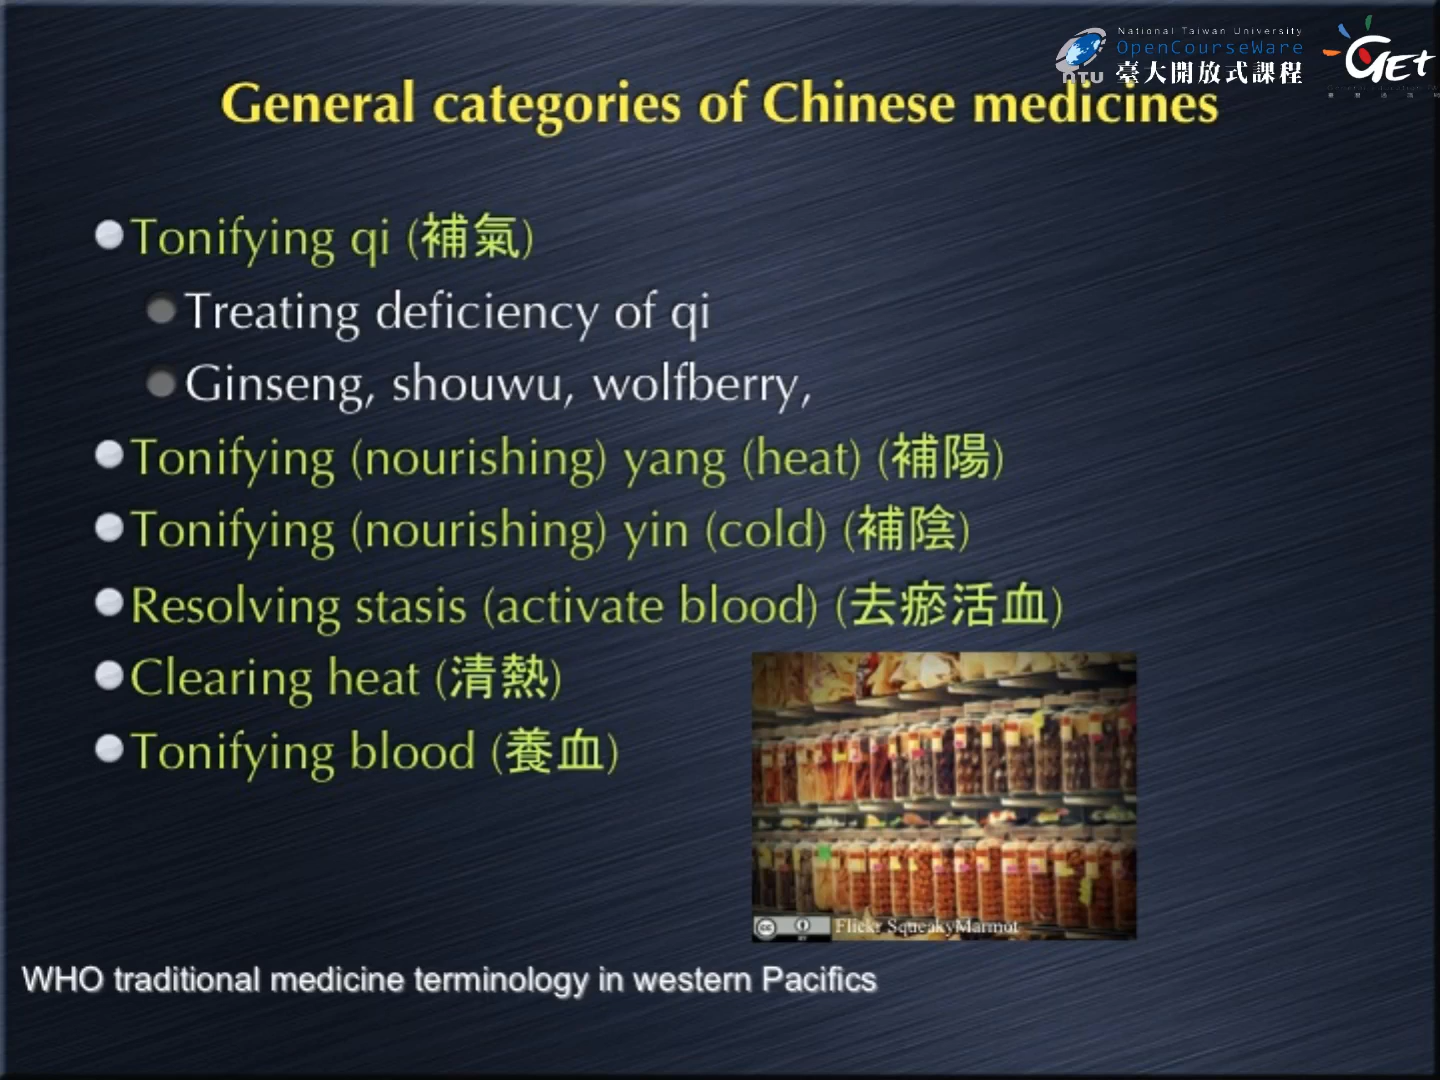 National Taiwan University
OpenCourseWare
NTU 臺大開放式課程
GET
General categories of Chinese medicines
Tonifying qi (補氣)
Treating deficiency of qi
Ginseng, shouwu, wolfberry,
Tonifying (nourishing) yang (heat) (補陽)
Tonifying (nourishing) yin (cold) (補陰)
Resolving stasis (activate blood) (去瘀活血)
Clearing heat (清熱)
Tonifying blood (養血)
Flickr SqueakyMarmot
WHO traditional medicine terminology in western Pacifics